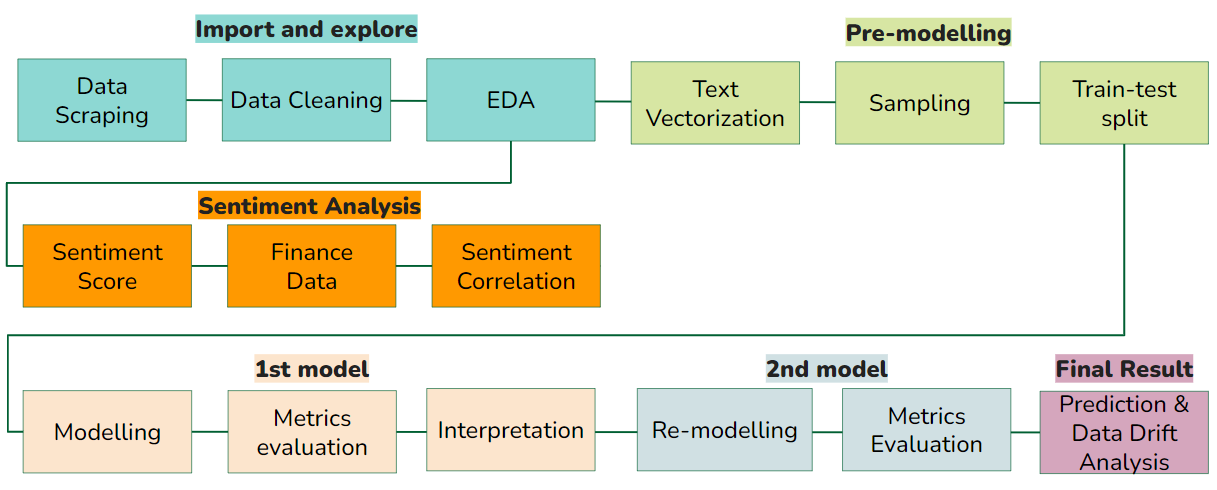 Import and explore
Pre-modelling
Data
Scraping
Data Cleaning
EDA
Text
Vectorization
Sampling
Train-test
split
Sentiment Analysis
Sentiment
Score
Finance
Data
Sentiment
Correlation
1st model
2nd model
Final Result
Modelling
Metrics
evaluation
Interpretation
Re-modelling
Metrics
Evaluation
Prediction &
Data Drift
Analysis